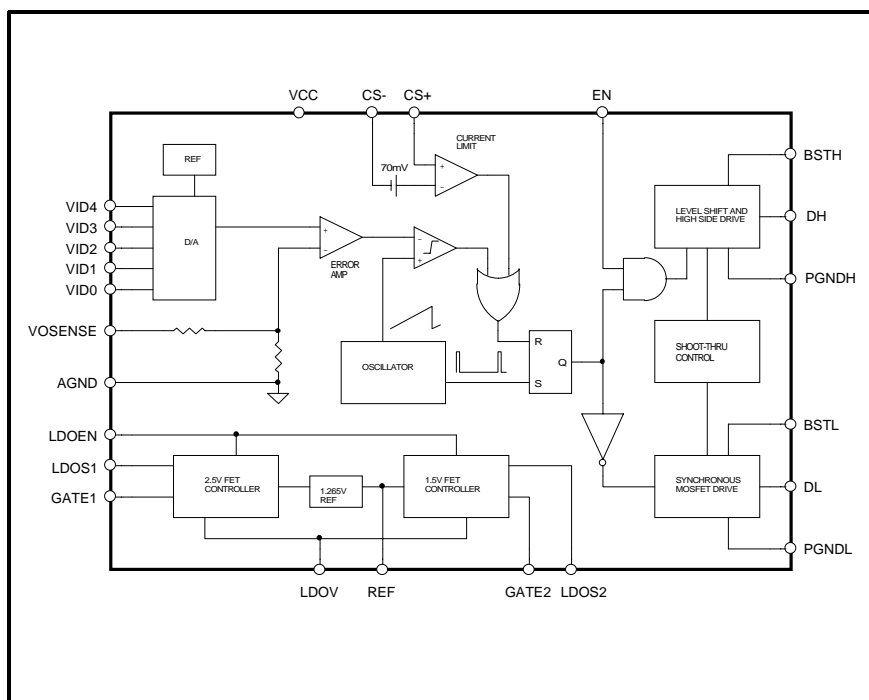 VCC
CS-
CS+
EN
CURRENT
LIMIT
70mV
REF
BSTH
VID4
VID3
VID2
VID1
VID0
D/A
+
-
ERROR
AMP
-
+
+
-
LEVEL SHIFT AND
HIGH SIDE DRIVE
DH
PGNDH
VOSENSE
OSCILLATOR
R
S
Q
SHOOT-THRU
CONTROL
AGND
LDOEN
LDOS1
GATE1
2.5V FET
CONTROLLER
1.265V
REF
1.5V FET
CONTROLLER
BSTL
SYNCHRONOUS
MOSFET DRIVE
DL
PGNDL
LDOV
REF
GATE2
LDOS2